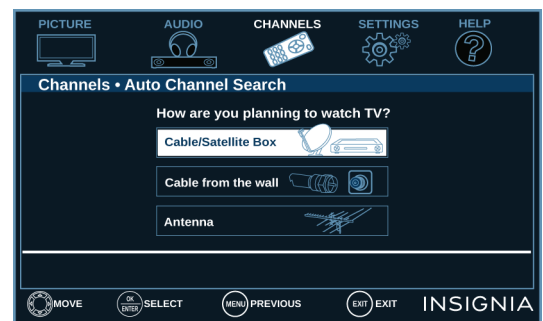 PICTURE AUDIO CHANNELS SETTINGS HELP
?
Channels • Auto Channel Search
How are you planning to watch TV?
Cable/Satellite Box
Cable from the wall
Antenna
MOVE OK ENTER SELECT MENU PREVIOUS EXIT EXIT INSIGNIA